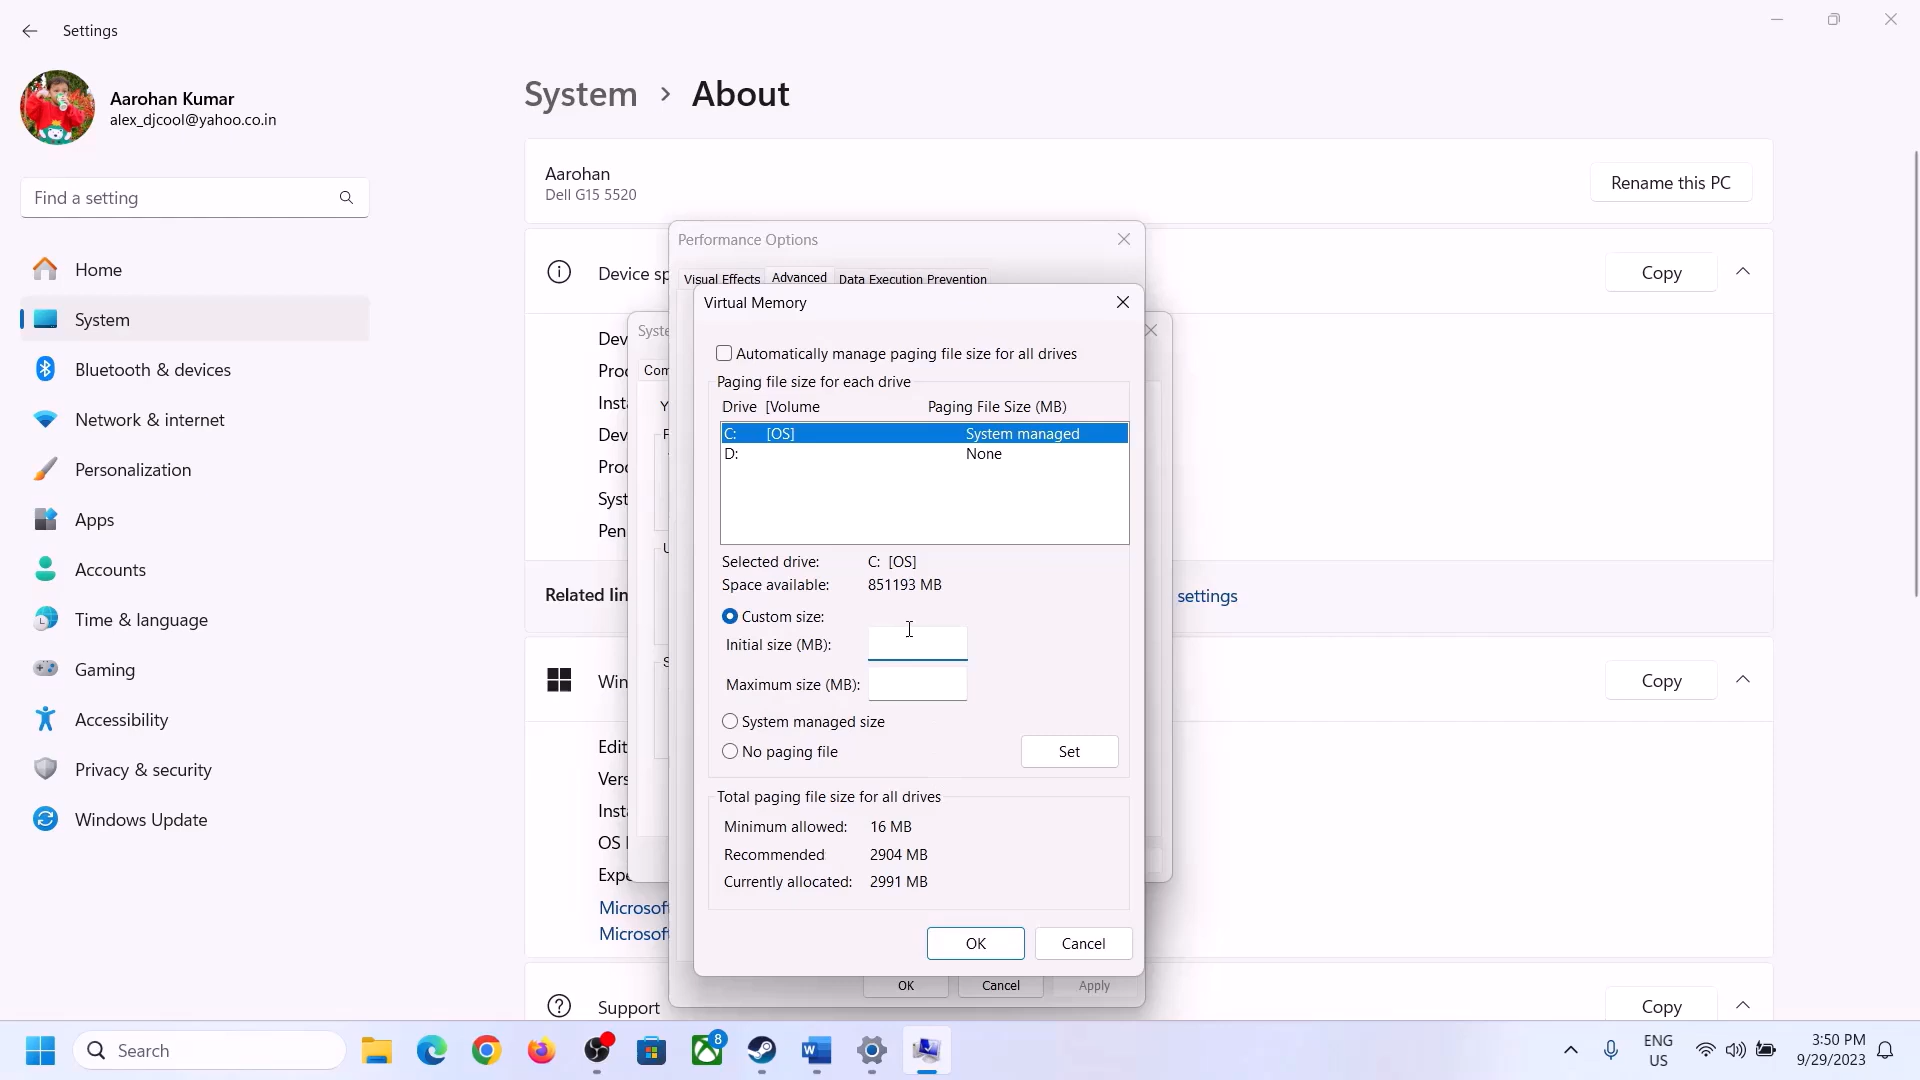 Settings
Aarohan Kumar
alex_djcool@yahoo.co.in
Find a setting
Home
System
Bluetooth & devices
Network & internet
Personalization
Apps
Accounts
Time & language
Gaming
Accessibility
Privacy & security
Windows Update
System > About
Aarohan
Dell G15 5520
Rename this PC
Device sp
Copy
Related lin
settings
Win
Copy
Edit
Vers
Inst
OS
Expe
Microsof
Microsof
Support
Copy
Performance Options
Visual Effects
Advanced
Data Execution Prevention
Syste
Com
Virtual Memory
Automatically manage paging file size for all drives
Paging file size for each drive
Drive [Volume
Paging File Size (MB)
C: [OS] System managed
D: None
Selected drive: C: [OS]
Space available: 851193 MB
Custom size:
Initial size (MB):
Maximum size (MB):
System managed size
No paging file
Set
Total paging file size for all drives
Minimum allowed: 16 MB
Recommended 2904 MB
Currently allocated: 2991 MB
OK
Cancel
OK
Cancel
Apply
Search
8
ENG
US
3:50 PM
9/29/2023